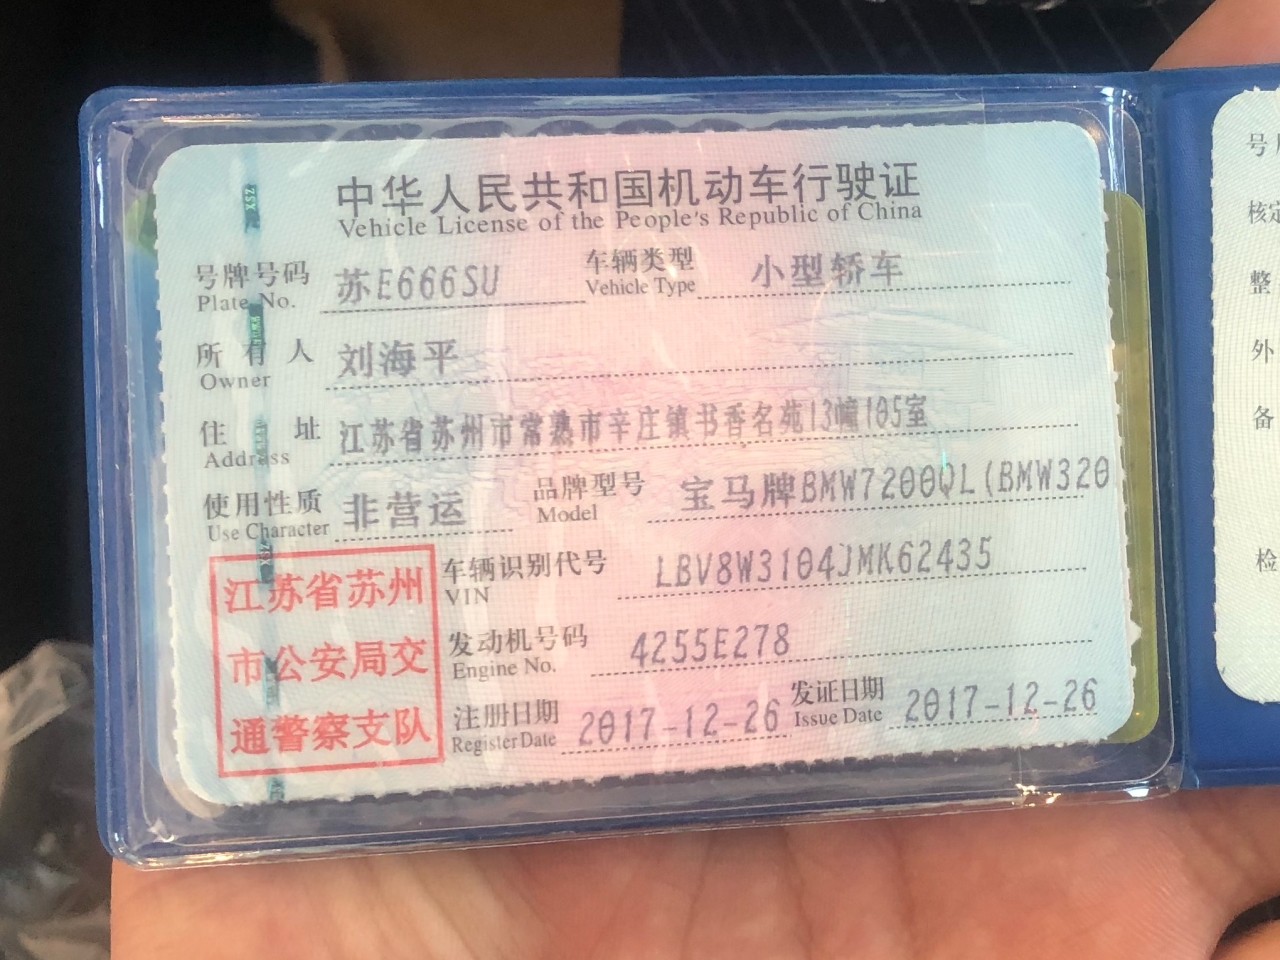 中华人民共和国机动车行驶证
Vehicle License of the People's Republic of China
号牌号码 苏E666SU 车辆类型 小型轿车
Plate No. Vehicle Type
所有人 刘海平
Owner
住址 江苏省苏州市常熟市辛庄镇书香名苑13幢105室
Address
使用性质 非营运 品牌型号 宝马牌BMW7200QL(BMW320
Use Character Model
江苏省苏州
市公安局交
通警察支队
车辆识别代号 LBV8W3104JMK62435
VIN
发动机号码 4255E278
Engine No.
注册日期 2017-12-26 发证日期 2017-12-26
Register Date Issue Date
号
核定
整
外
备
检